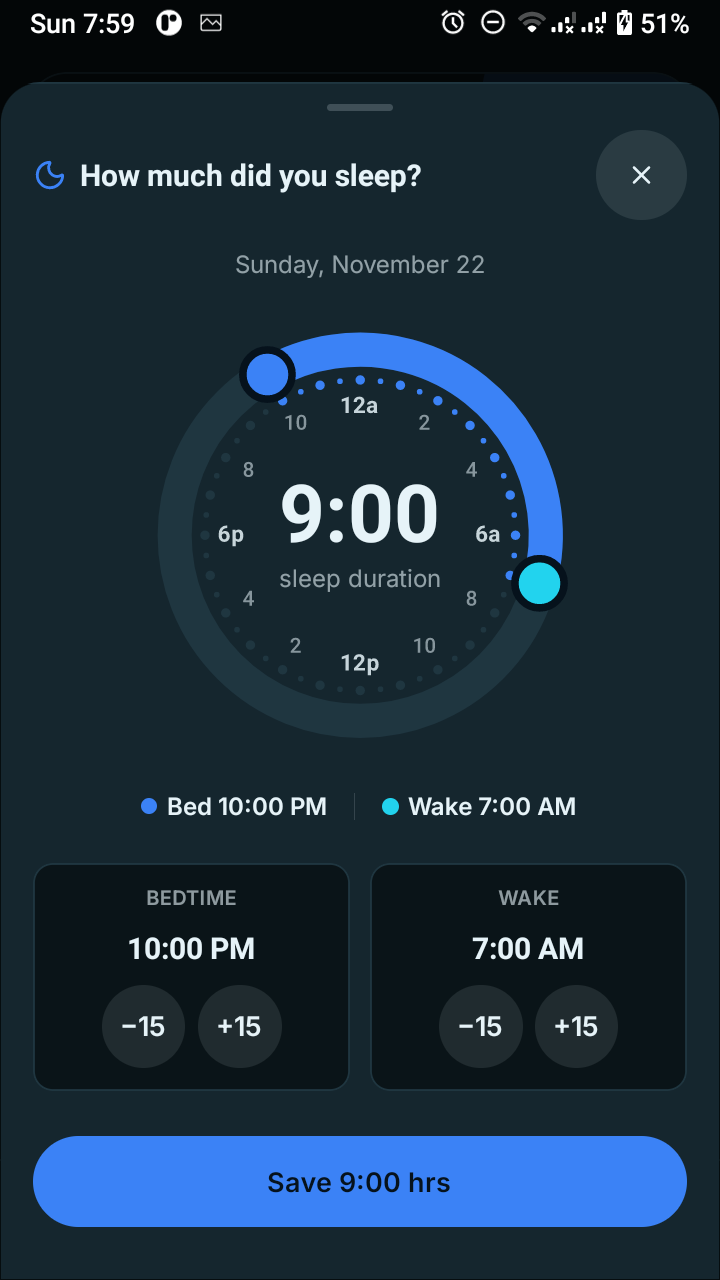 Sun 7:59 51%
How much did you sleep?
Sunday, November 22
12a
10 2
8 4
9:00
6p 6a
sleep duration
4 8
2 10
12p
Bed 10:00 PM Wake 7:00 AM
BEDTIME WAKE
10:00 PM 7:00 AM
−15 +15 −15 +15
Save 9:00 hrs